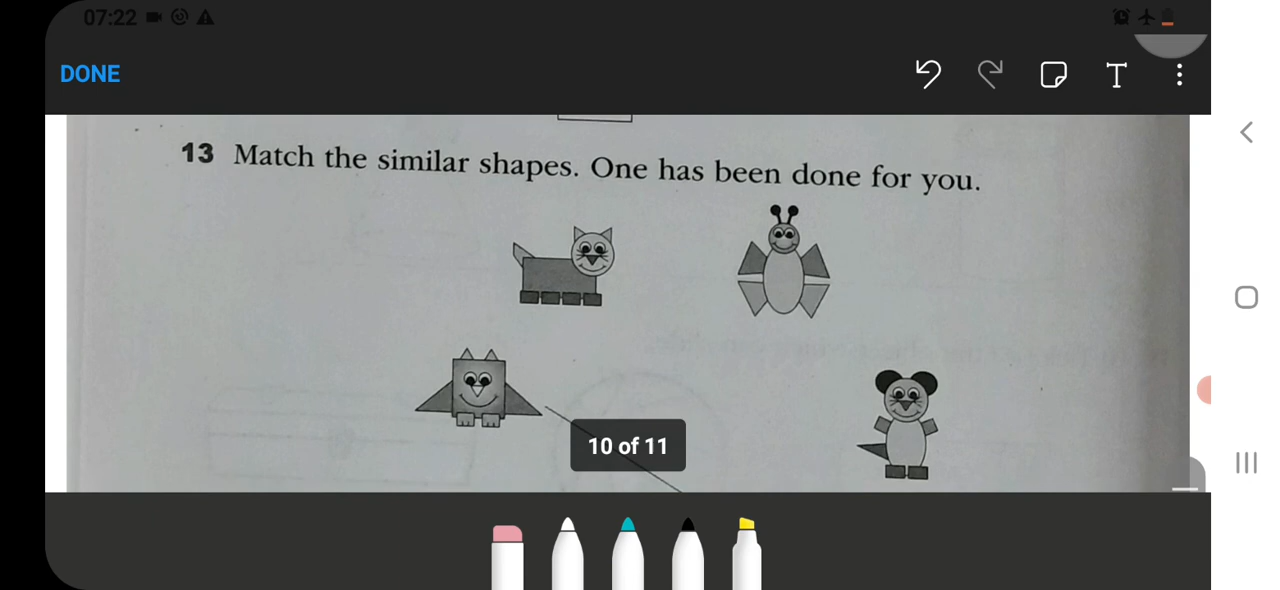 07:22
DONE
T
13 Match the similar shapes. One has been done for you.
10 of 11